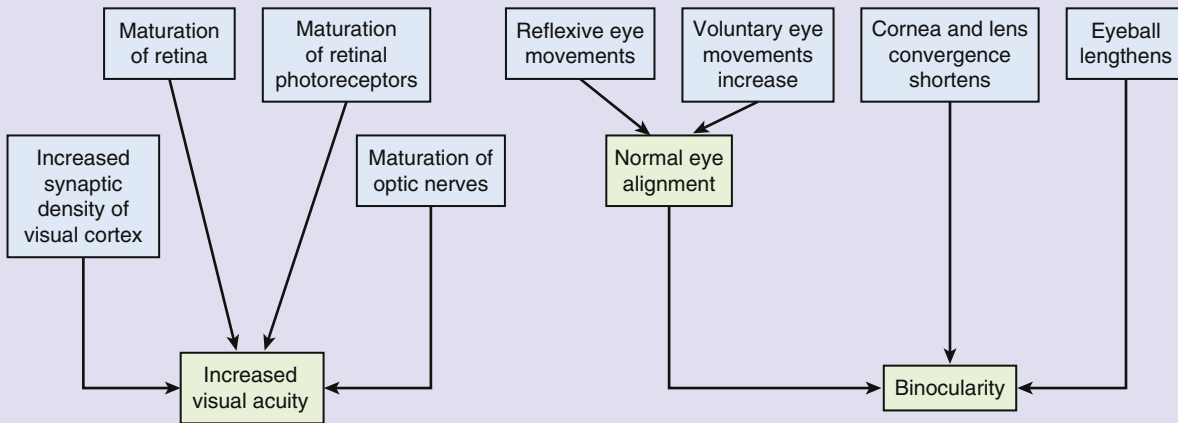 Maturation
of retina
Maturation
of retinal
photoreceptors
Increased
synaptic
density of
visual cortex
Maturation of
optic nerves
Increased
visual acuity
Reflexive eye
movements
Voluntary eye
movements
increase
Cornea and lens
convergence
shortens
Eyeball
lengthens
Normal eye
alignment
Binocularity